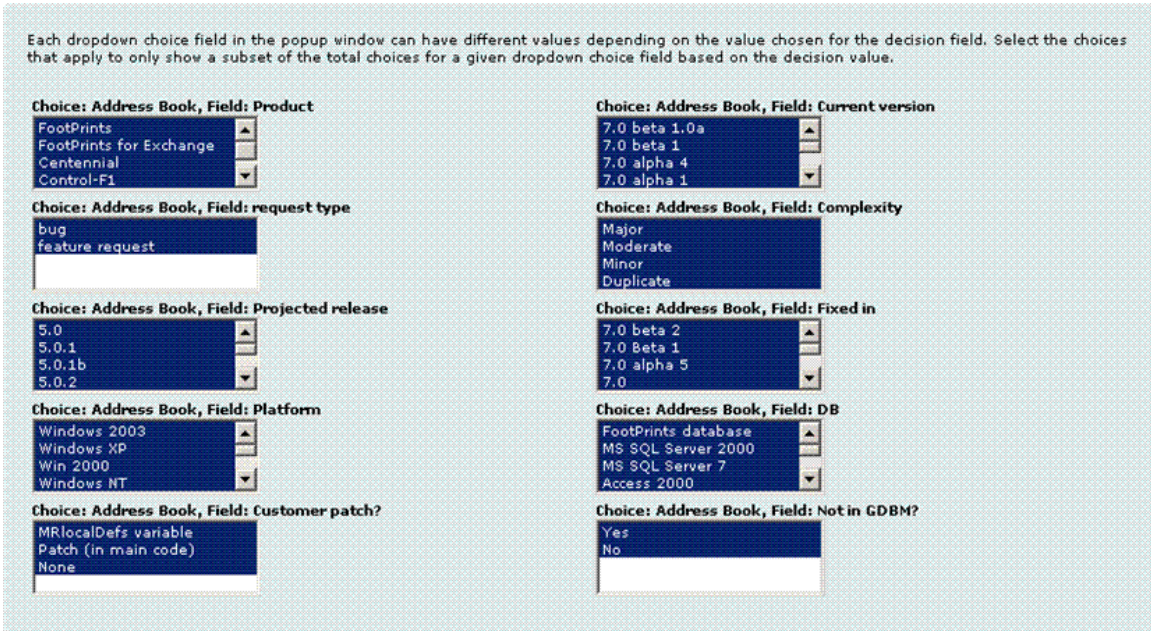 Each dropdown choice field in the popup window can have different values depending on the value chosen for the decision field. Select the choices
that apply to only show a subset of the total choices for a given dropdown choice field based on the decision value.
Choice: Address Book, Field: Product
FootPrints
FootPrints for Exchange
Centennial
Control-F1
Choice: Address Book, Field: Current version
7.0 beta 1.0a
7.0 beta 1
7.0 alpha 4
7.0 alpha 1
Choice: Address Book, Field: request type
bug
feature request
Choice: Address Book, Field: Complexity
Major
Moderate
Minor
Duplicate
Choice: Address Book, Field: Projected release
5.0
5.0.1
5.0.1b
5.0.2
Choice: Address Book, Field: Fixed in
7.0 beta 2
7.0 Beta 1
7.0 alpha 5
7.0
Choice: Address Book, Field: Platform
Windows 2003
Windows XP
Win 2000
Windows NT
Choice: Address Book, Field: DB
FootPrints database
MS SQL Server 2000
MS SQL Server 7
Access 2000
Choice: Address Book, Field: Customer patch?
MRlocalDefs variable
Patch (in main code)
None
Choice: Address Book, Field: Not in GDBM?
Yes
No